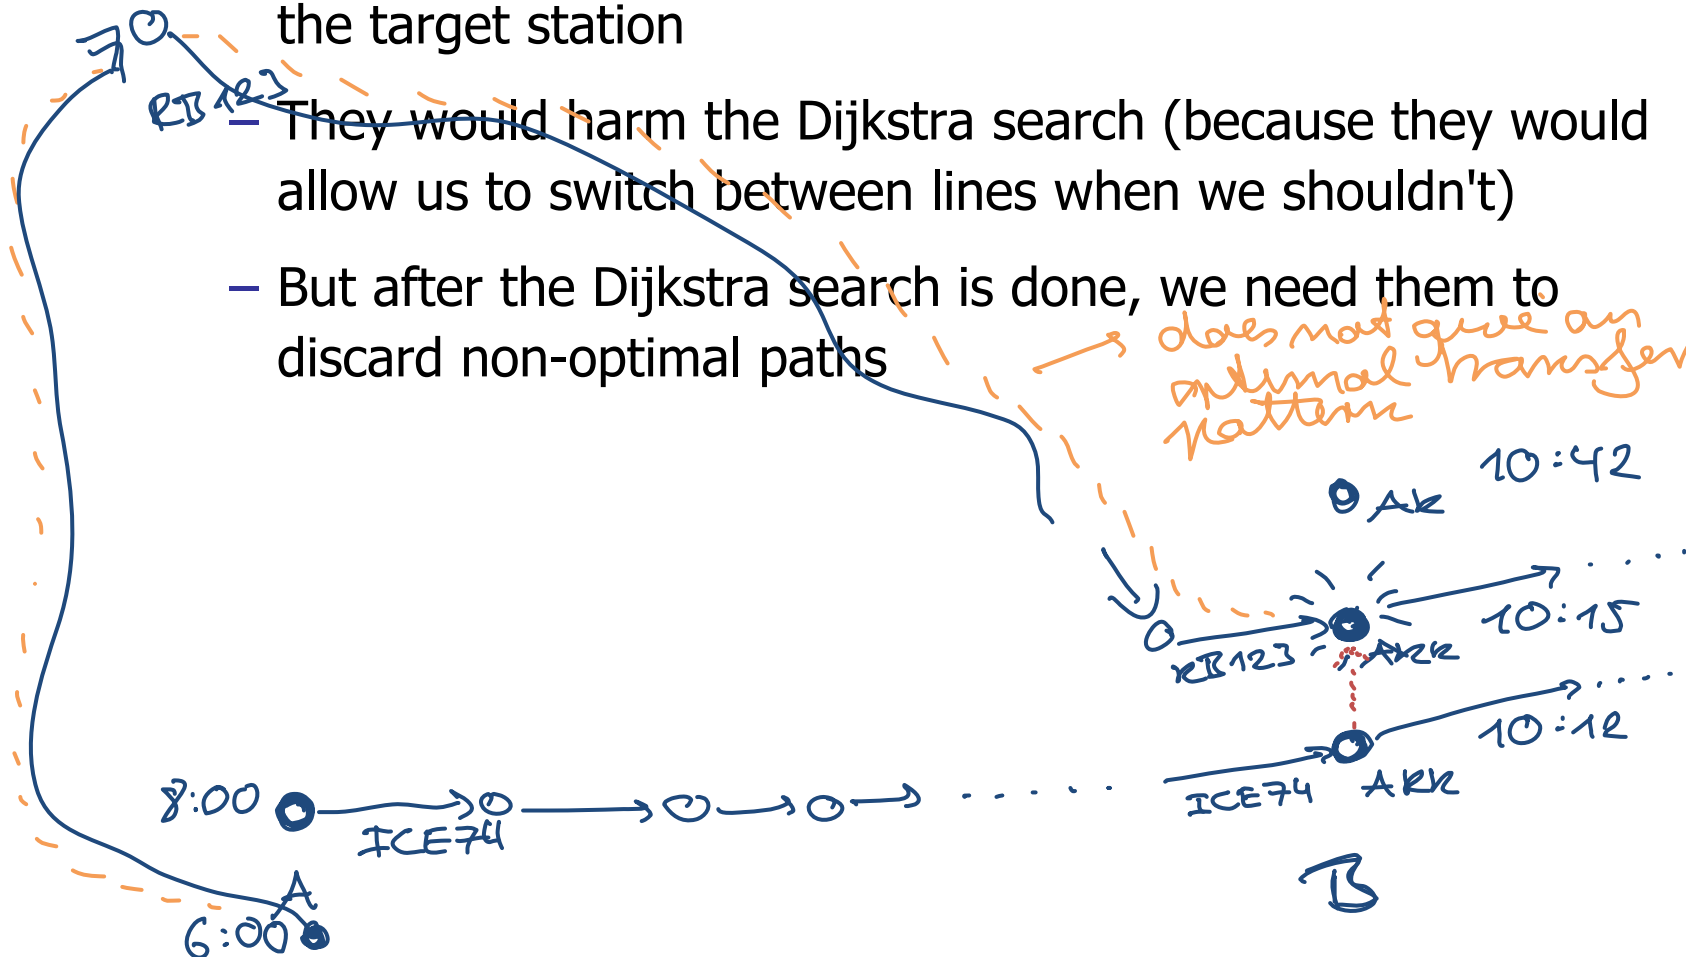 the target station
RB123
– They would harm the Dijkstra search (because they would
allow us to switch between lines when we shouldn't)
– But after the Dijkstra search is done, we need them to
discard non-optimal paths
does not give an
optimal transfer
pattern
10:42
AK
10:15
RB123
ARR
10:12
8:00
ICE74
ICE74
ARR
A
B
6:00